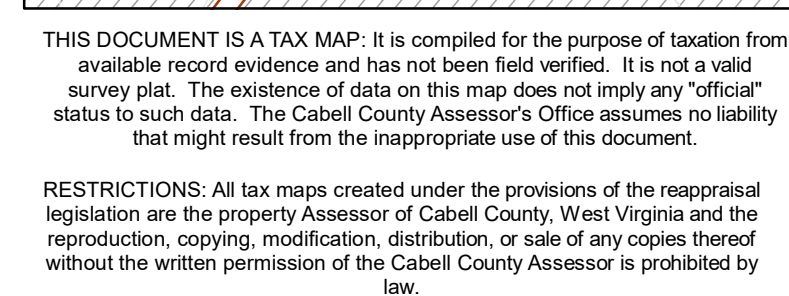 THIS DOCUMENT IS A TAX MAP: It is compiled for the purpose of taxation from
available record evidence and has not been field verified. It is not a valid
survey plat. The existence of data on this map does not imply any "official"
status to such data. The Cabell County Assessor's Office assumes no liability
that might result from the inappropriate use of this document.
RESTRICTIONS: All tax maps created under the provisions of the reappraisal
legislation are the property Assessor of Cabell County, West Virginia and the
reproduction, copying, modification, distribution, or sale of any copies thereof
without the written permission of the Cabell County Assessor is prohibited by
law.